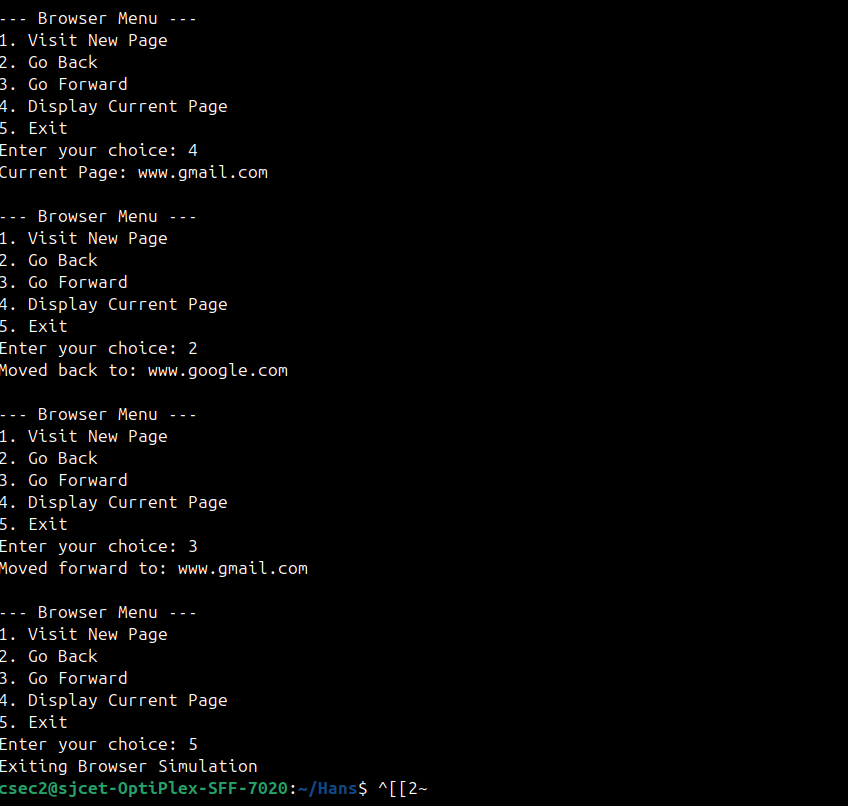 --- Browser Menu ---
1. Visit New Page
2. Go Back
3. Go Forward
4. Display Current Page
5. Exit
Enter your choice: 4
Current Page: www.gmail.com

--- Browser Menu ---
1. Visit New Page
2. Go Back
3. Go Forward
4. Display Current Page
5. Exit
Enter your choice: 2
Moved back to: www.google.com

--- Browser Menu ---
1. Visit New Page
2. Go Back
3. Go Forward
4. Display Current Page
5. Exit
Enter your choice: 3
Moved forward to: www.gmail.com

--- Browser Menu ---
1. Visit New Page
2. Go Back
3. Go Forward
4. Display Current Page
5. Exit
Enter your choice: 5
Exiting Browser Simulation
csec2@sjcet-OptiPlex-SFF-7020:~/Hans$ ^[[2~